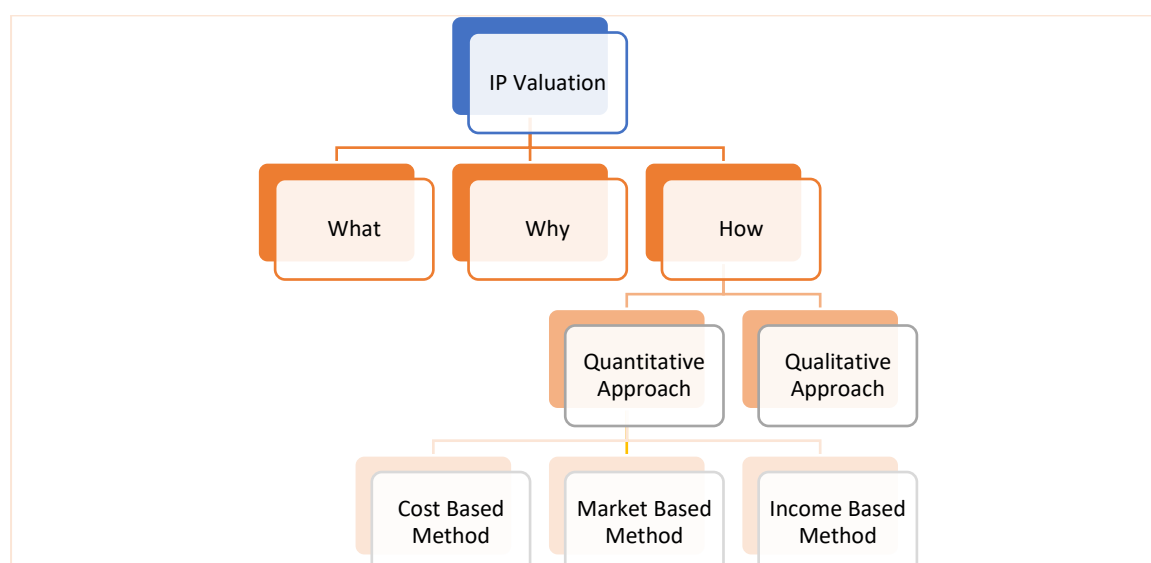 IP Valuation
What
Why
How
Quantitative
Approach
Qualitative
Approach
Cost Based
Method
Market Based
Method
Income Based
Method